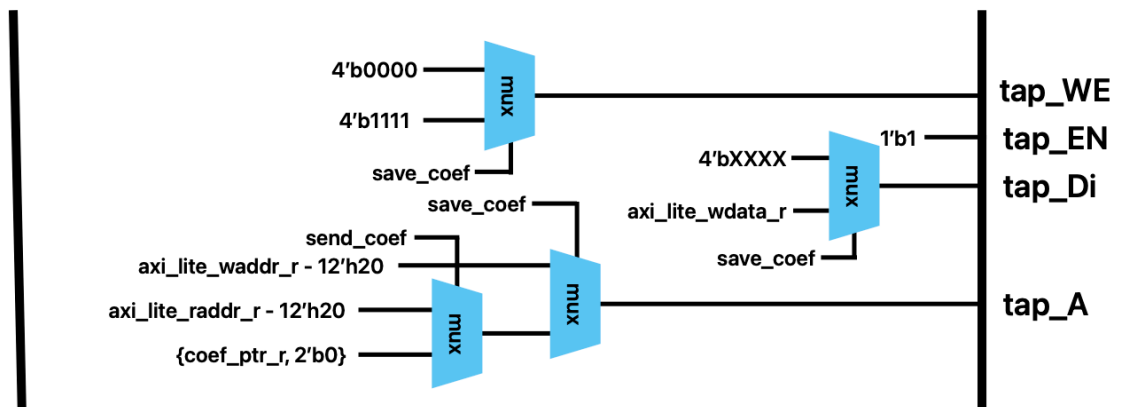 4'b0000
mux
4'b1111
save_coef
tap_WE
1'b1
tap_EN
4'bXXXX
mux
tap_Di
axi_lite_wdata_r
save_coef
save_coef
send_coef
axi_lite_waddr_r - 12'h20
axi_lite_raddr_r - 12'h20
mux
mux
{coef_ptr_r, 2'b0}
tap_A